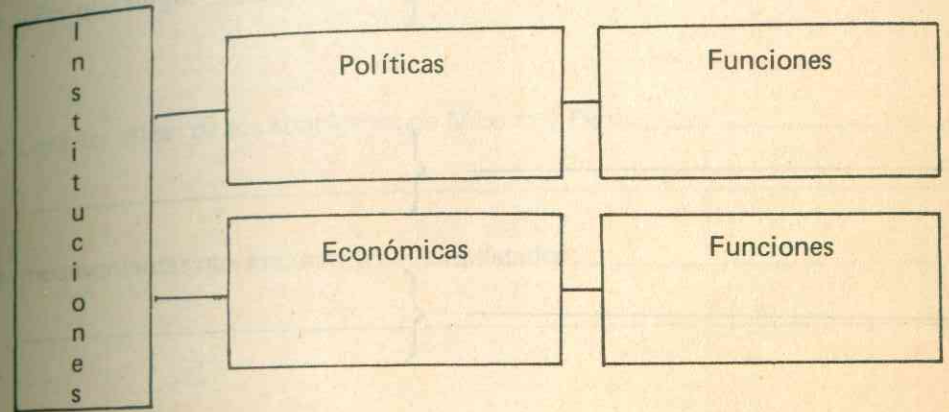 Instituciones
Políticas
Funciones
Económicas
Funciones